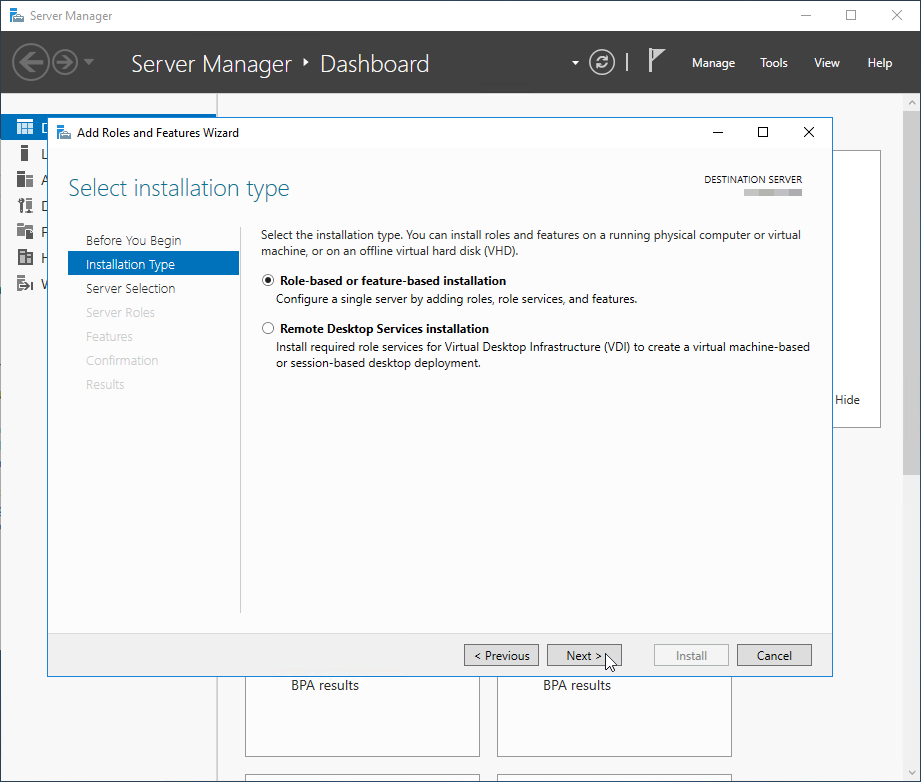 Server Manager
Server Manager ‣ Dashboard
Manage Tools View Help
Add Roles and Features Wizard
Select installation type
DESTINATION SERVER
Before You Begin
Installation Type
Server Selection
Server Roles
Features
Confirmation
Results
Select the installation type. You can install roles and features on a running physical computer or virtual
machine, or on an offline virtual hard disk (VHD).
Role-based or feature-based installation
Configure a single server by adding roles, role services, and features.
Remote Desktop Services installation
Install required role services for Virtual Desktop Infrastructure (VDI) to create a virtual machine-based
or session-based desktop deployment.
Hide
< Previous Next > Install Cancel
BPA results BPA results